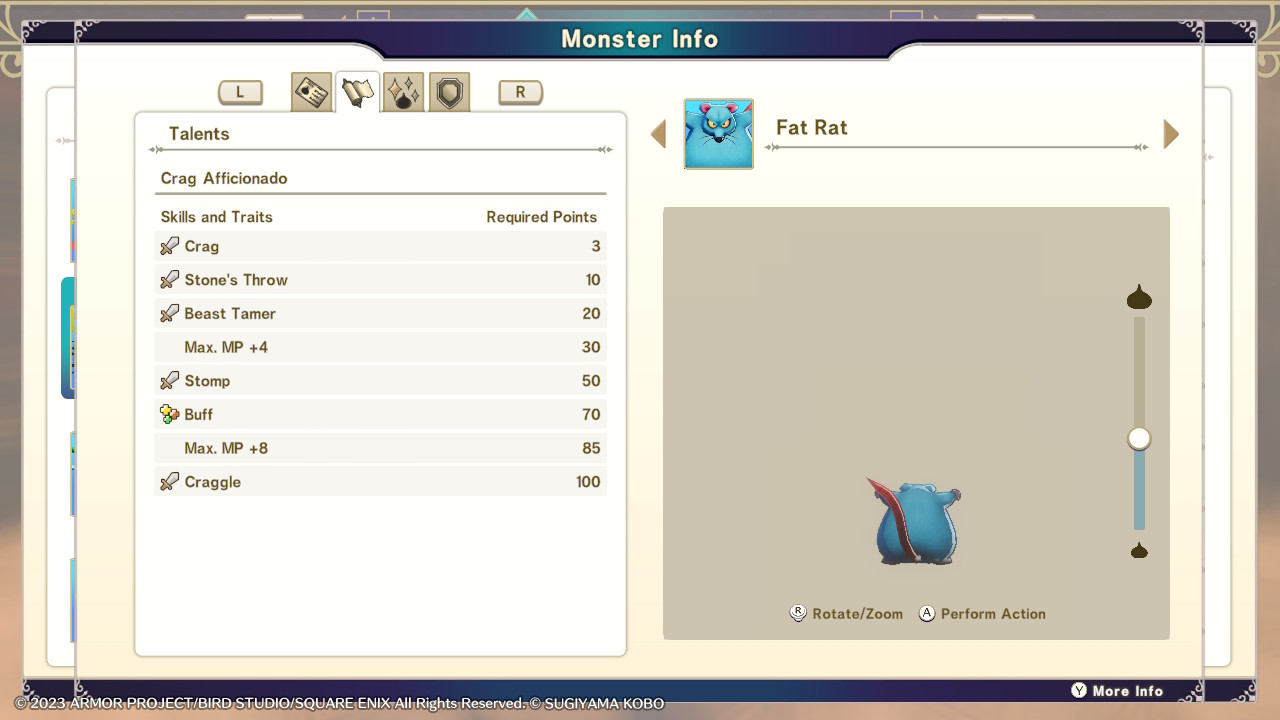 Monster Info
L
R
Talents
Crag Afficionado
Skills and Traits Required Points
Crag 3
Stone's Throw 10
Beast Tamer 20
Max. MP +4 30
Stomp 50
Buff 70
Max. MP +8 85
Craggle 100
Fat Rat
R Rotate/Zoom A Perform Action
Y More Info
© 2023 ARMOR PROJECT/BIRD STUDIO/SQUARE ENIX All Rights Reserved. © SUGIYAMA KOBO